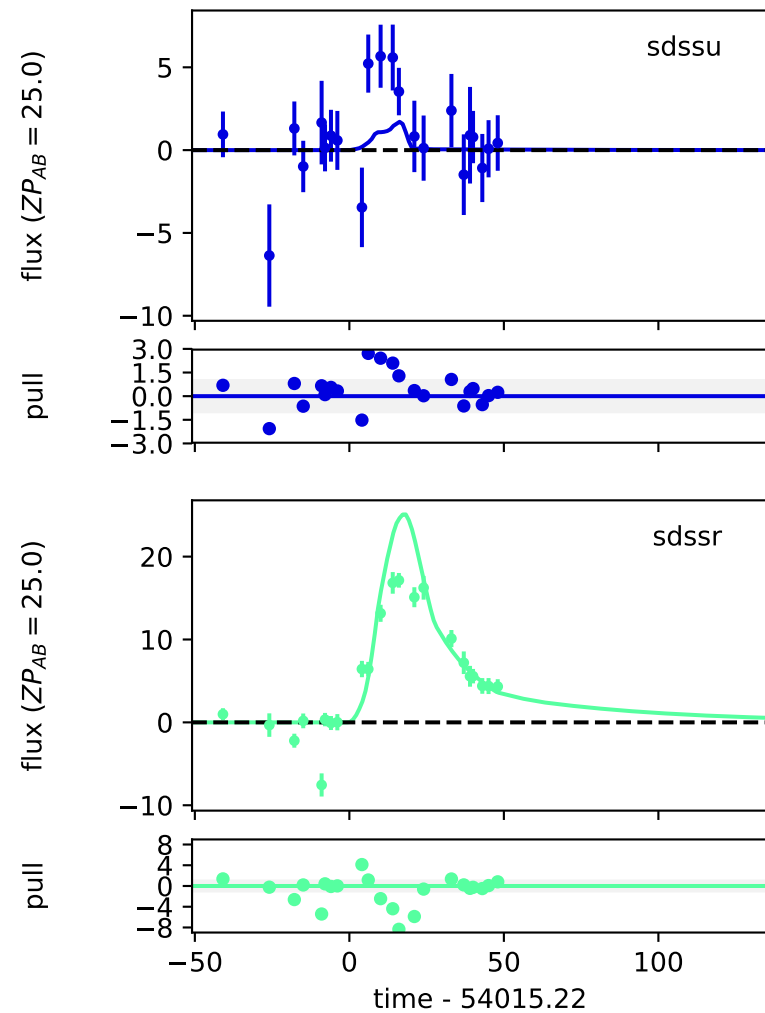 sdssu
flux (ZP_AB = 25.0)
5
0
−5
−10
pull
3.0
1.5
0.0
−1.5
−3.0
sdssr
flux (ZP_AB = 25.0)
20
10
0
−10
pull
8
4
0
−4
−8
−50 0 50 100
time - 54015.22